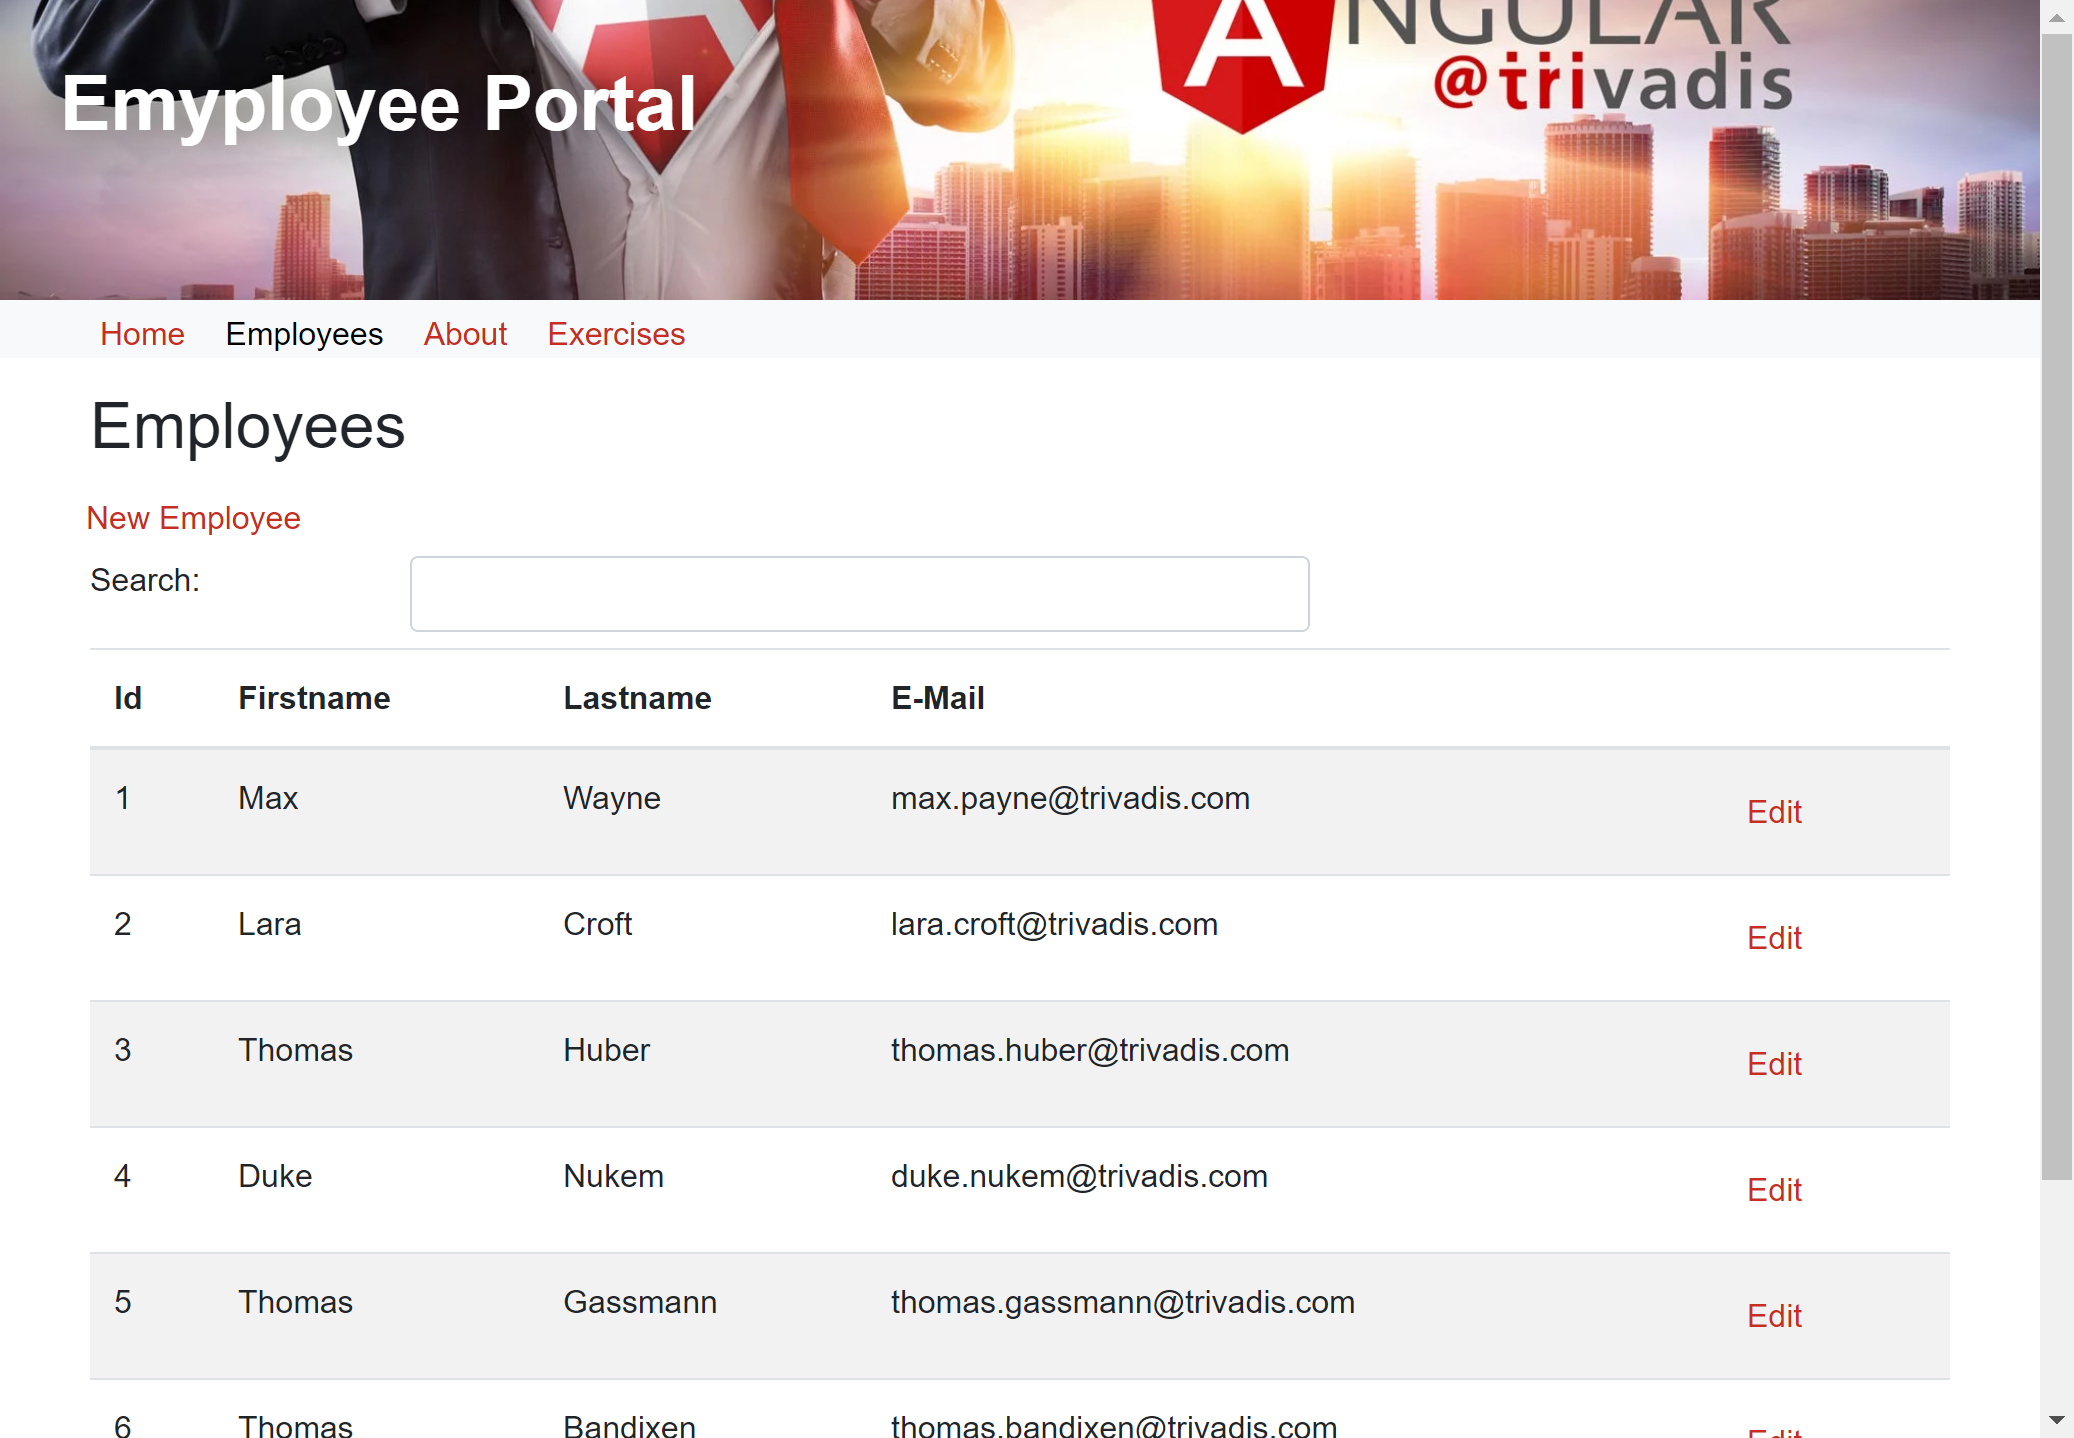 ANGULAR
@trivadis
Emyployee Portal
Home Employees About Exercises
Employees
New Employee
Search:
Id Firstname Lastname E-Mail
1 Max Wayne max.payne@trivadis.com Edit
2 Lara Croft lara.croft@trivadis.com Edit
3 Thomas Huber thomas.huber@trivadis.com Edit
4 Duke Nukem duke.nukem@trivadis.com Edit
5 Thomas Gassmann thomas.gassmann@trivadis.com Edit
6 Thomas Bandixen thomas.bandixen@trivadis.com Edit